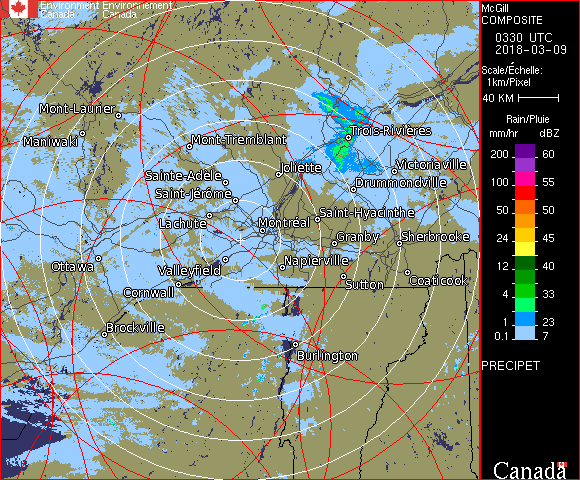 Environment Environnement
Canada Canada
McGill
COMPOSITE
0330 UTC
2018-03-09
Scale/Échelle:
1km/Pixel
40 KM
Rain/Pluie
mm/hr dBZ
200 60
100 55
50 50
24 45
12 40
8 33
4 30
1 23
0.1 7
PRECIPET
Canada
Mont-Laurier
Maniwaki
Mont-Tremblant
Trois-Rivières
Joliette
Victoriaville
Sainte-Adèle
Drummondville
Saint-Jérôme
Saint-Hyacinthe
Lachute
Montréal
Granby
Sherbrooke
Ottawa
Valleyfield
Napierville
Sutton
Coaticook
Cornwall
Brockville
Burlington